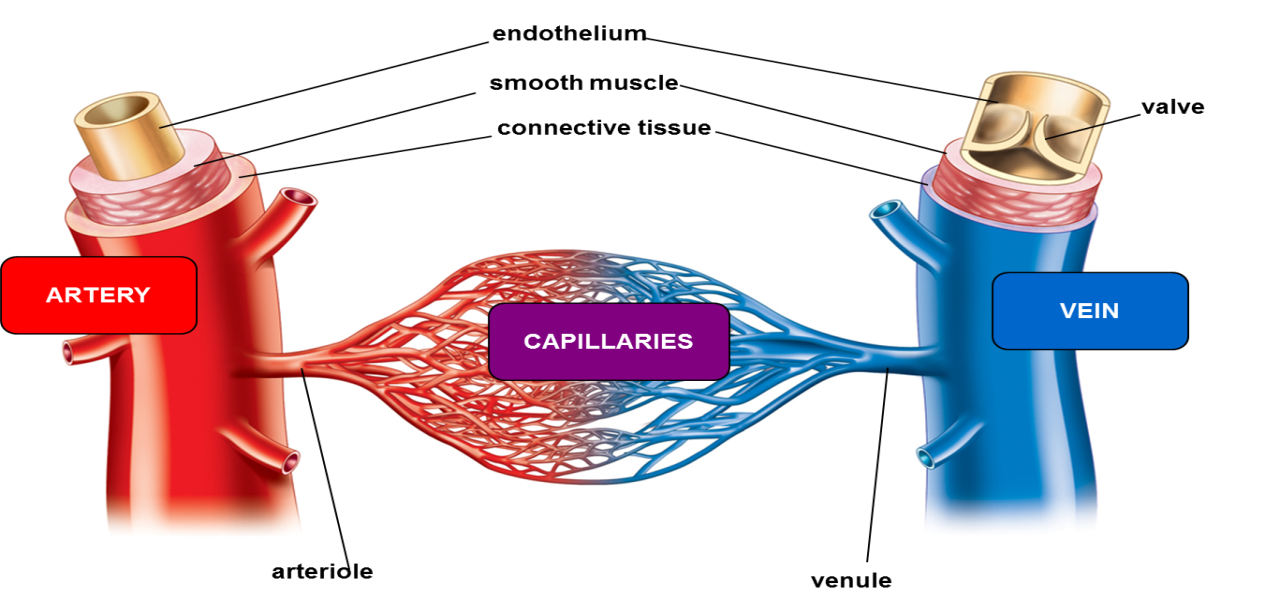 endothelium
smooth muscle
connective tissue
valve
ARTERY
VEIN
CAPILLARIES
arteriole
venule